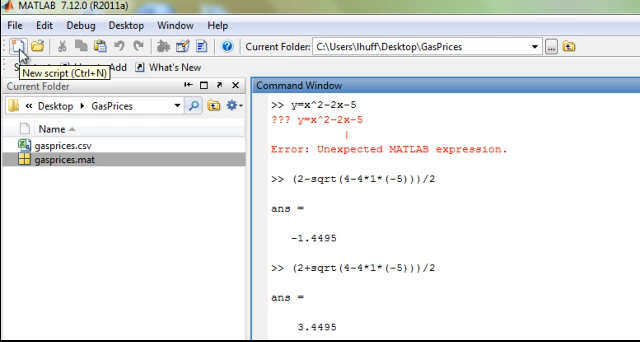 MATLAB 7.12.0 (R2011a)
File Edit Debug Desktop Window Help
Current Folder: C:\Users\lhuff\Desktop\GasPrices
Add What's New
New script (Ctrl+N)
Current Folder
« Desktop ▸ GasPrices
Name
gasprices.csv
gasprices.mat
Command Window
>> y=x^2-2x-5
??? y=x^2-2x-5
|
Error: Unexpected MATLAB expression.
>> (2-sqrt(4-4*1*(-5)))/2
ans =
-1.4495
>> (2+sqrt(4-4*1*(-5)))/2
ans =
3.4495